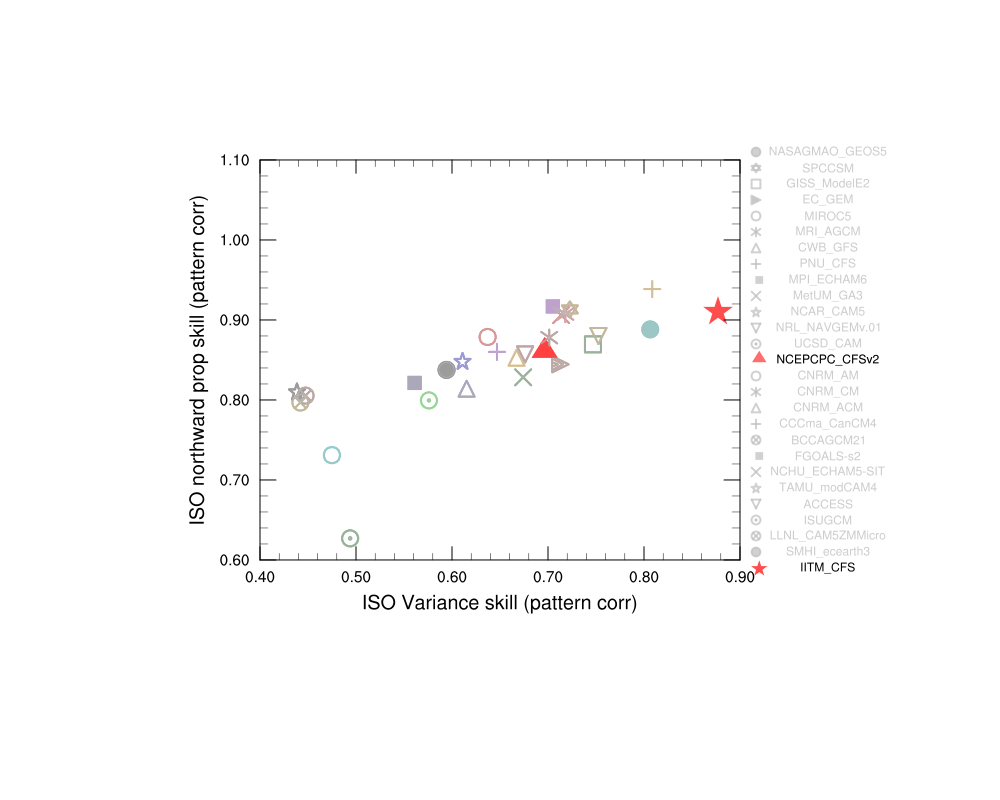 1.10
1.00
0.90
0.80
0.70
0.60
0.40
0.50
0.60
0.70
0.80
0.90
ISO northward prop skill (pattern corr)
ISO Variance skill (pattern corr)
NASAGMAO_GEOS5
SPCCSM
GISS_ModelE2
EC_GEM
MIROC5
MRI_AGCM
CWB_GFS
PNU_CFS
MPI_ECHAM6
MetUM_GA3
NCAR_CAM5
NRL_NAVGEMv.01
UCSD_CAM
NCEPCPC_CFSv2
CNRM_AM
CNRM_CM
CNRM_ACM
CCCma_CanCM4
BCCAGCM21
FGOALS-s2
NCHU_ECHAM5-SIT
TAMU_modCAM4
ACCESS
ISUGCM
LLNL_CAM5ZMMicro
SMHI_ecearth3
IITM_CFS